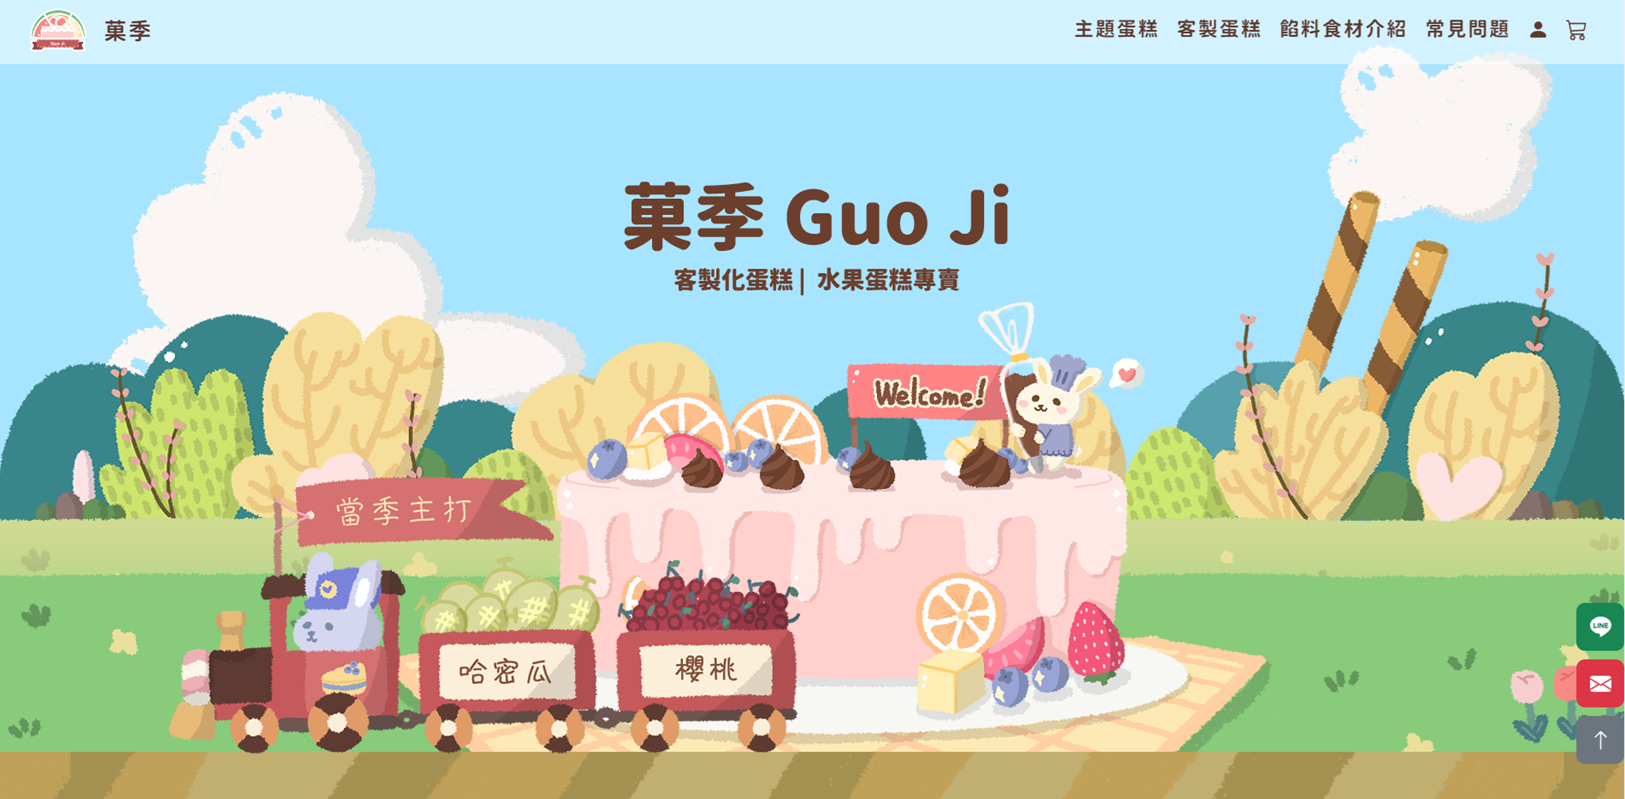 Guo Ji
菓季
主題蛋糕 客製蛋糕 餡料食材介紹 常見問題
菓季 Guo Ji
客製化蛋糕 | 水果蛋糕專賣
Welcome!
當季主打
哈密瓜
櫻桃
LINE